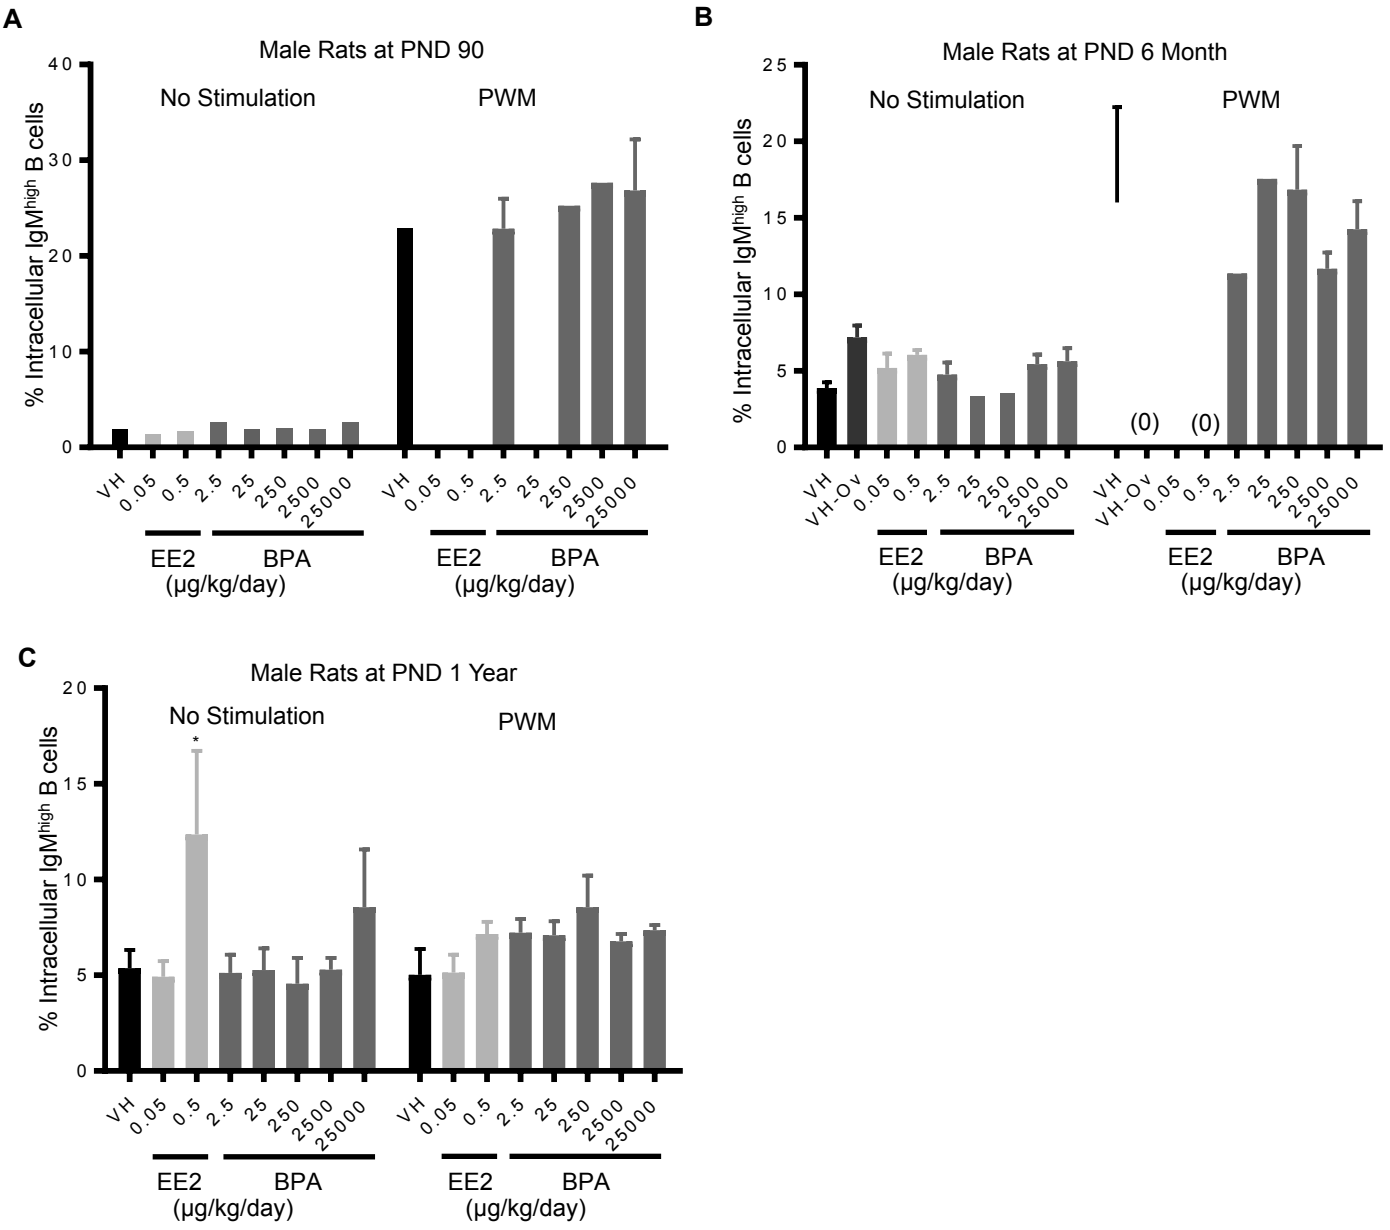 A
Male Rats at PND 90
No Stimulation PWM
% Intracellular IgMhigh B cells
40
30
20
10
0
VH 0.05 0.5 2.5 25 250 2500 25000 VH 0.05 0.5 2.5 25 250 2500 25000
EE2 BPA EE2 BPA
(µg/kg/day) (µg/kg/day)
B
Male Rats at PND 6 Month
No Stimulation PWM
% Intracellular IgMhigh B cells
25
20
15
10
5
0
(0) (0)
VH VH-Ov 0.05 0.5 2.5 25 250 2500 25000 VH VH-Ov 0.05 0.5 2.5 25 250 2500 25000
EE2 BPA EE2 BPA
(µg/kg/day) (µg/kg/day)
C
Male Rats at PND 1 Year
No Stimulation PWM
*
% Intracellular IgMhigh B cells
20
15
10
5
0
VH 0.05 0.5 2.5 25 250 2500 25000 VH 0.05 0.5 2.5 25 250 2500 25000
EE2 BPA EE2 BPA
(µg/kg/day) (µg/kg/day)